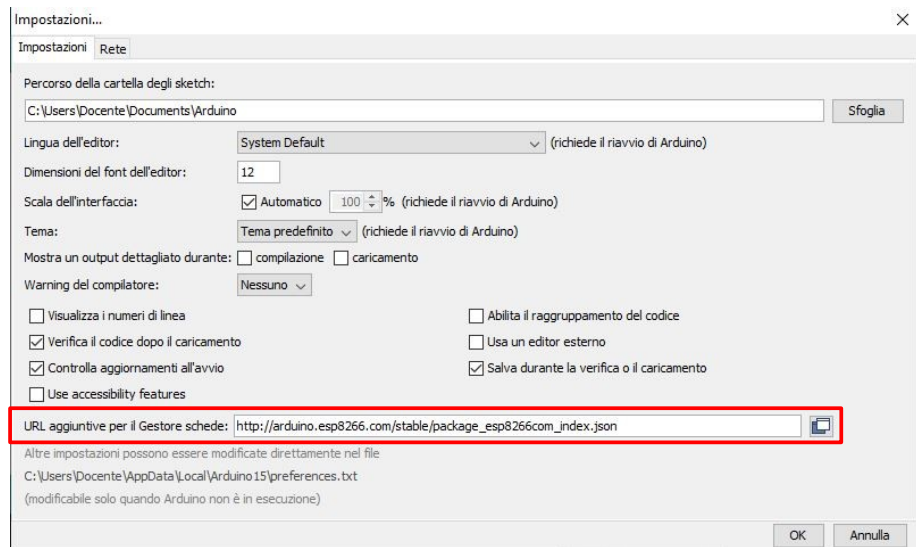 Impostazioni...
Impostazioni Rete
Percorso della cartella degli sketch:
C:\Users\Docente\Documents\Arduino Sfoglia
Lingua dell'editor: System Default (richiede il riavvio di Arduino)
Dimensioni del font dell'editor: 12
Scala dell'interfaccia: Automatico 100 % (richiede il riavvio di Arduino)
Tema: Tema predefinito (richiede il riavvio di Arduino)
Mostra un output dettagliato durante: compilazione caricamento
Warning del compilatore: Nessuno
Visualizza i numeri di linea Abilita il raggruppamento del codice
Verifica il codice dopo il caricamento Usa un editor esterno
Controlla aggiornamenti all'avvio Salva durante la verifica o il caricamento
Use accessibility features
URL aggiuntive per il Gestore schede: http://arduino.esp8266.com/stable/package_esp8266com_index.json
Altre impostazioni possono essere modificate direttamente nel file
C:\Users\Docente\AppData\Local\Arduino15\preferences.txt
(modificabile solo quando Arduino non è in esecuzione)
OK Annulla